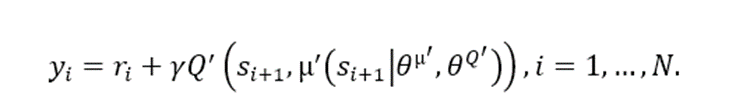 yᵢ = rᵢ + γQ′ (sᵢ₊₁, μ′(sᵢ₊₁|θ^μ′, θ^Q′)), i = 1, …, N.